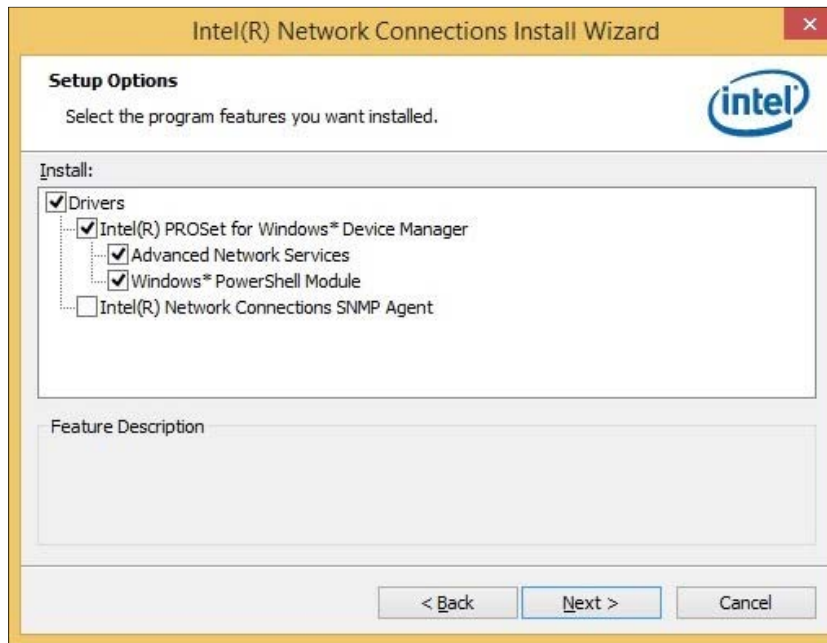 Intel(R) Network Connections Install Wizard
Setup Options
Select the program features you want installed.
intel
Install:
Drivers
Intel(R) PROSet for Windows* Device Manager
Advanced Network Services
Windows* PowerShell Module
Intel(R) Network Connections SNMP Agent
Feature Description
< Back
Next >
Cancel